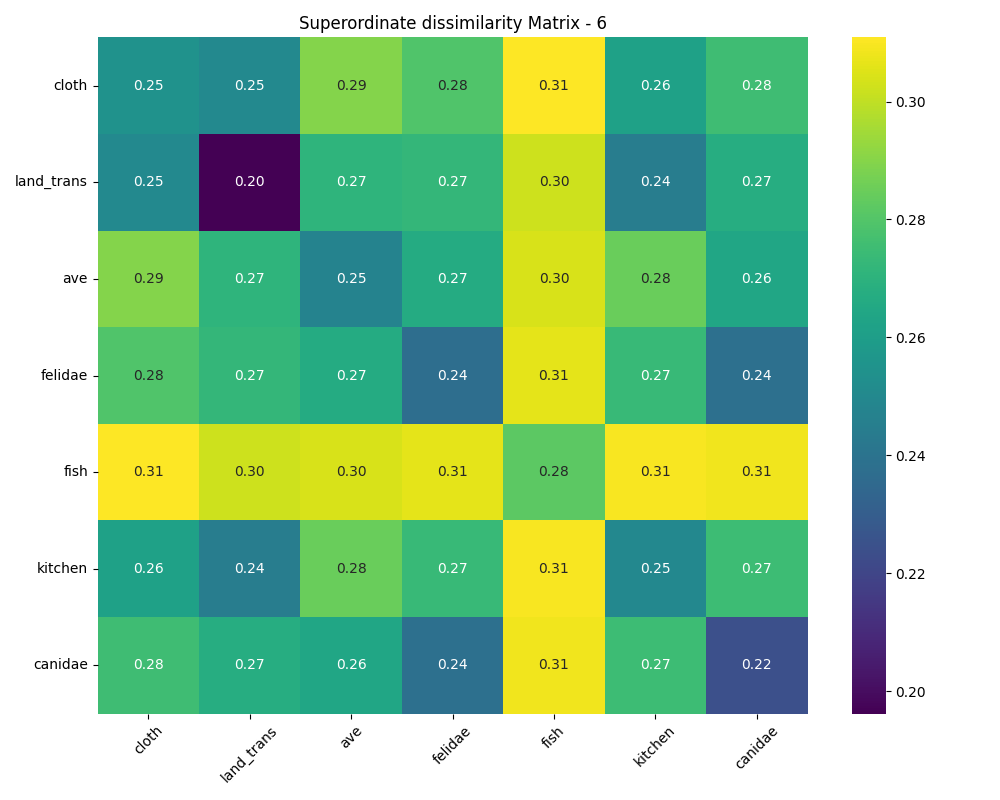 Superordinate dissimilarity Matrix - 6
cloth 0.25 0.25 0.29 0.28 0.31 0.26 0.28
land_trans 0.25 0.20 0.27 0.27 0.30 0.24 0.27
ave 0.29 0.27 0.25 0.27 0.30 0.28 0.26
felidae 0.28 0.27 0.27 0.24 0.31 0.27 0.24
fish 0.31 0.30 0.30 0.31 0.28 0.31 0.31
kitchen 0.26 0.24 0.28 0.27 0.31 0.25 0.27
canidae 0.28 0.27 0.26 0.24 0.31 0.27 0.22
cloth land_trans ave felidae fish kitchen canidae
0.30
0.28
0.26
0.24
0.22
0.20